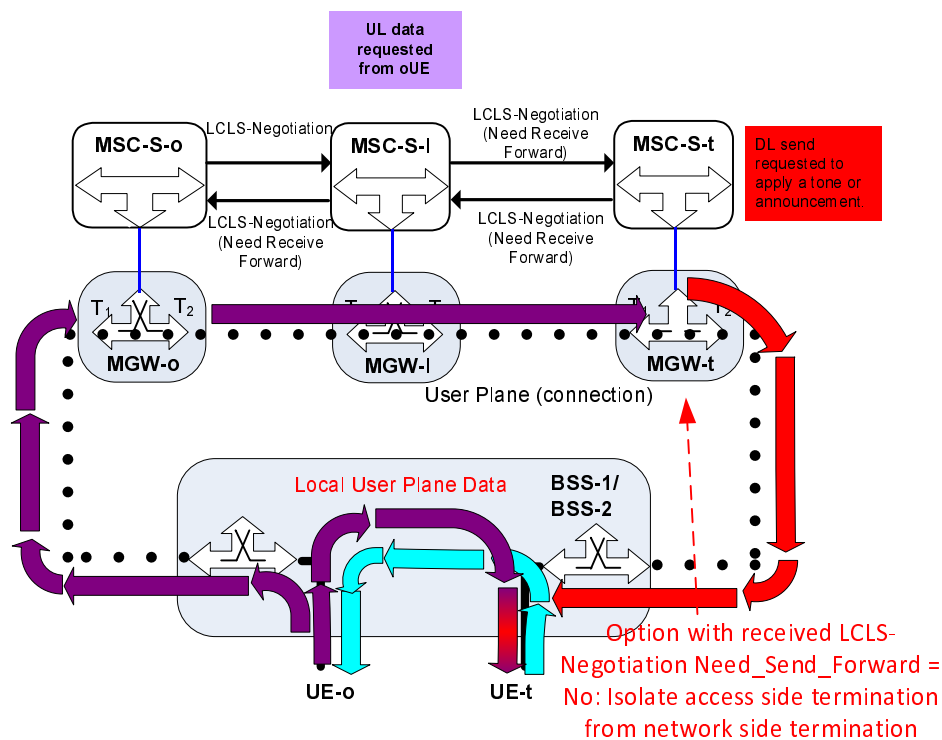 UL data
requested
from oUE
MSC-S-o
LCLS-Negotiation
MSC-S-I
LCLS-Negotiation
(Need Receive
Forward)
MSC-S-t
DL send
requested to
apply a tone or
announcement.
LCLS-Negotiation
(Need Receive
Forward)
LCLS-Negotiation
(Need Receive
Forward)
T1
T2
MGW-o
T
T
MGW-I
T2
MGW-t
User Plane (connection)
Local User Plane Data
BSS-1/
BSS-2
UE-o
UE-t
Option with received LCLS-
Negotiation Need_Send_Forward =
No: Isolate access side termination
from network side termination